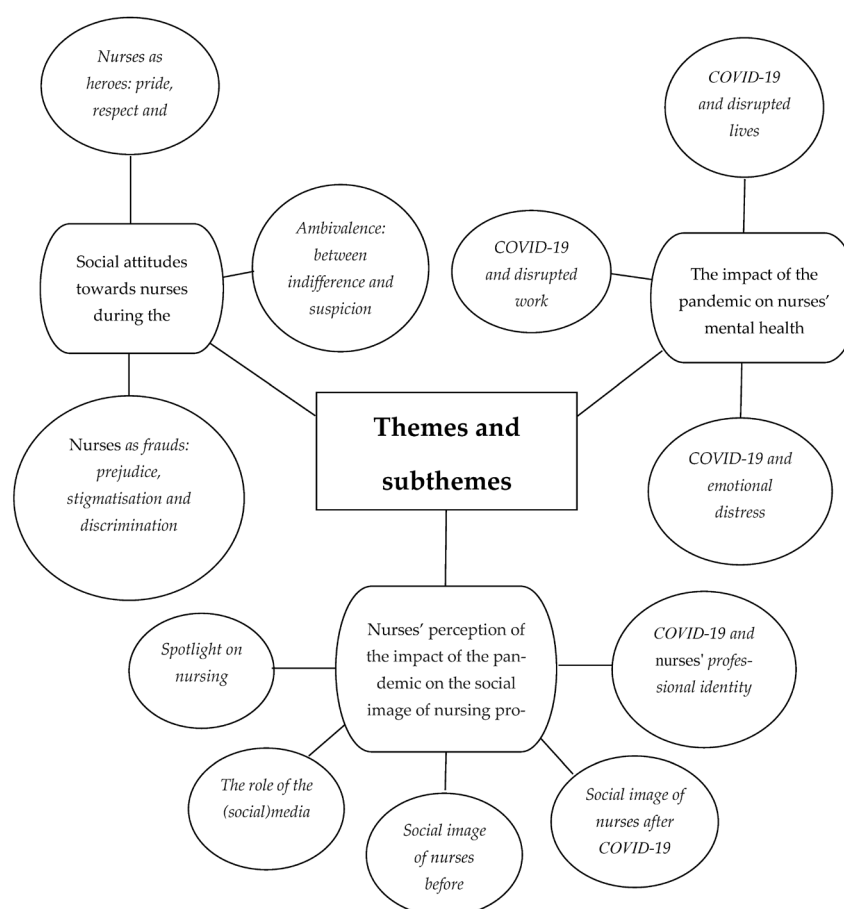 Nurses as
heroes: pride,
respect and
COVID-19
and disrupted
lives
Ambivalence:
between
indifference and
suspicion
COVID-19
and disrupted
work
Social attitudes
towards nurses
during the
The impact of the
pandemic on nurses’
mental health
Themes and
subthemes
Nurses as frauds:
prejudice,
stigmatisation and
discrimination
COVID-19 and
emotional
distress
Nurses’ perception of
the impact of the pan-
demic on the social
image of nursing pro-
Spotlight on
nursing
COVID-19 and
nurses' profes-
sional identity
The role of the
(social)media
Social image
of nurses
before
Social image of
nurses after
COVID-19